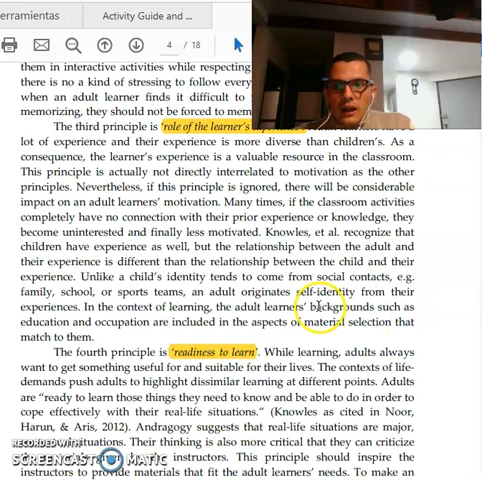 erramientas
Activity Guide and ...
4 / 18
them in interactive activities while respecting
there is no a kind of stressing to follow every
when an adult learner finds it difficult to
memorizing, they should not be forced to mem
The third principle is 'role of the learner's
lot of experience and their experience is more diverse than children's. As a
consequence, the learner's experience is a valuable resource in the classroom.
This principle is actually not directly interrelated to motivation as the other
principles. Nevertheless, if this principle is ignored, there will be considerable
impact on an adult learners' motivation. Many times, if the classroom activities
completely have no connection with their prior experience or knowledge, they
become uninterested and finally less motivated. Knowles, et al. recognize that
children have experience as well, but the relationship between the adult and
their experience is different than the relationship between the child and their
experience. Unlike a child's identity tends to come from social contacts, e.g.
family, school, or sports teams, an adult originates self-identity from their
experiences. In the context of learning, the adult learners' backgrounds such as
education and occupation are included in the aspects of material selection that
match to them.
The fourth principle is 'readiness to learn'. While learning, adults always
want to get something useful for and suitable for their lives. The contexts of life-
demands push adults to highlight dissimilar learning at different points. Adults
are "ready to learn those things they need to know and be able to do in order to
cope effectively with their real-life situations." (Knowles as cited in Noor,
Harun, & Aris, 2012). Andragogy suggests that real-life situations are major,
situations. Their thinking is also more critical that they can criticize
instructors. This principle should inspire the
instructors to provide materials that fit the adult learners' needs. To make an
RECORDED WITH
SCREENCAST MATIC